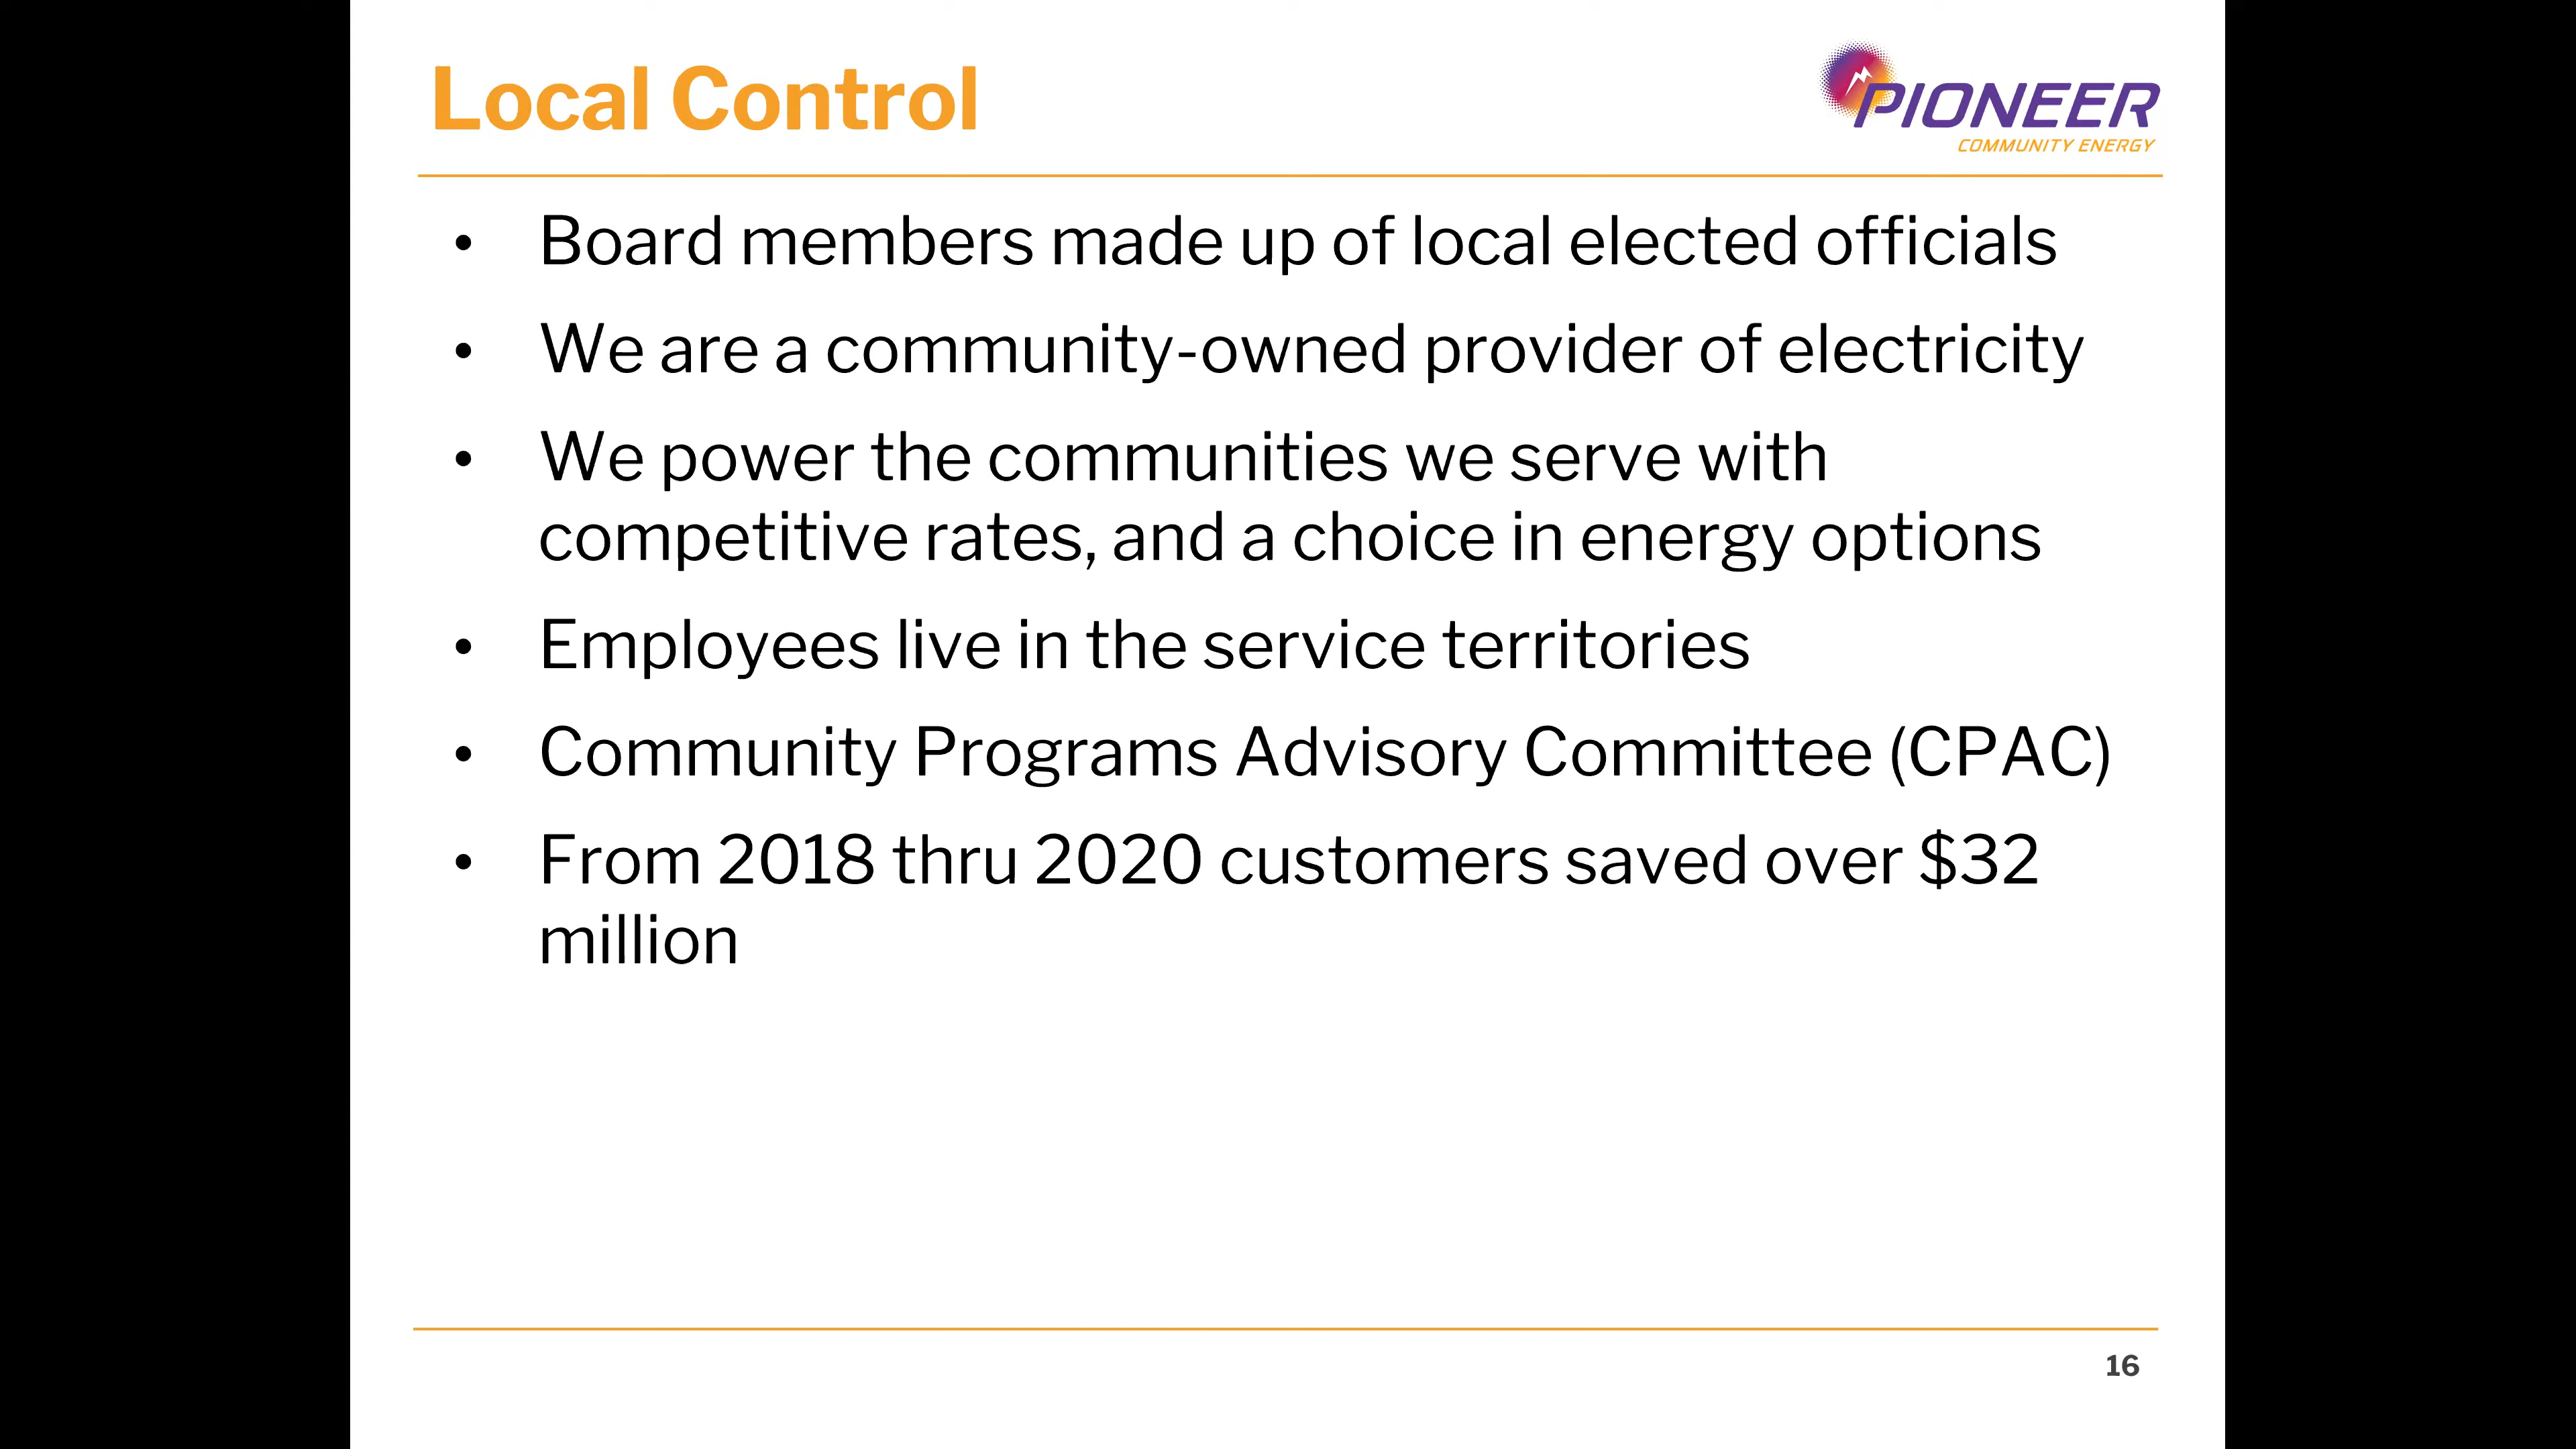 Local Control
PIONEER
COMMUNITY ENERGY
• Board members made up of local elected officials
• We are a community-owned provider of electricity
• We power the communities we serve with
competitive rates, and a choice in energy options
• Employees live in the service territories
• Community Programs Advisory Committee (CPAC)
• From 2018 thru 2020 customers saved over $32
million
16